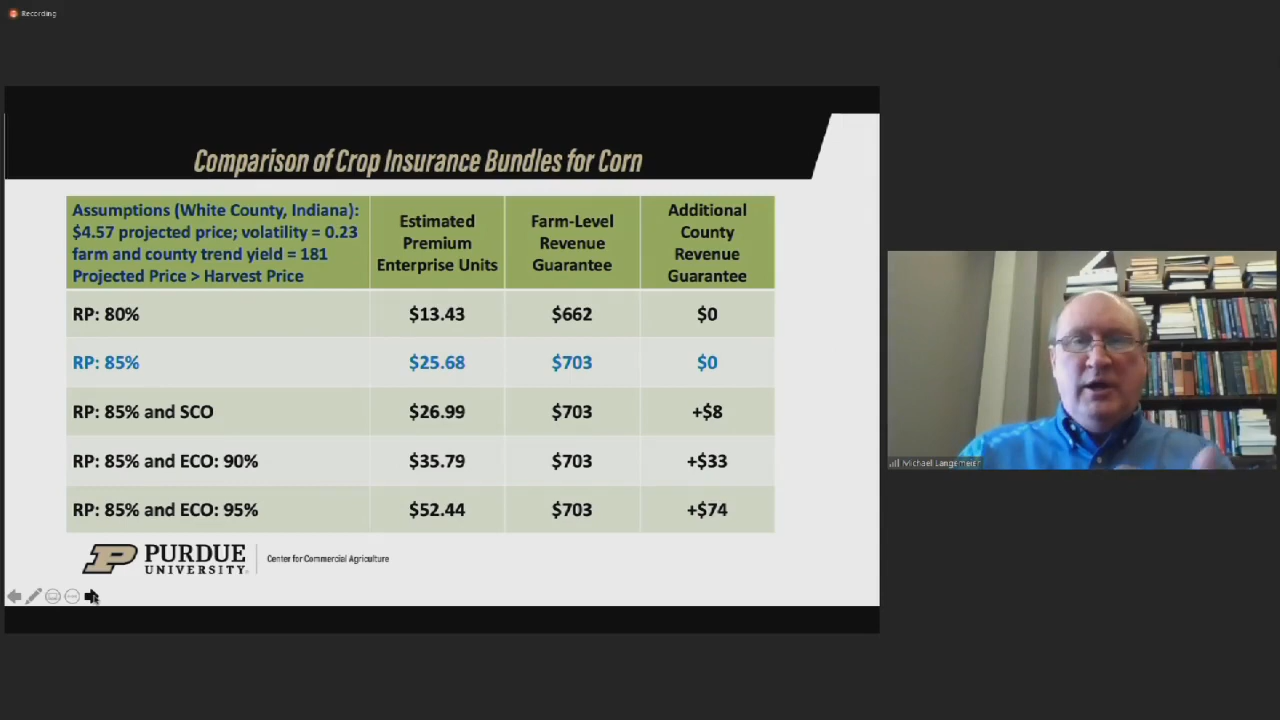 Recording
Comparison of Crop Insurance Bundles for Corn
Assumptions (White County, Indiana):
$4.57 projected price; volatility = 0.23
farm and county trend yield = 181
Projected Price > Harvest Price
Estimated
Premium
Enterprise Units
Farm-Level
Revenue
Guarantee
Additional
County
Revenue
Guarantee
RP: 80% $13.43 $662 $0
RP: 85% $25.68 $703 $0
RP: 85% and SCO $26.99 $703 +$8
RP: 85% and ECO: 90% $35.79 $703 +$33
RP: 85% and ECO: 95% $52.44 $703 +$74
PURDUE
UNIVERSITY
Center for Commercial Agriculture
Michael Langemeier